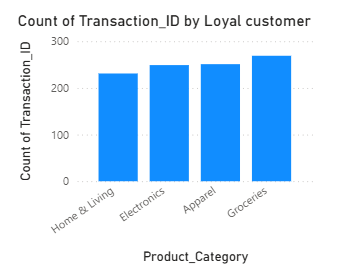 Count of Transaction_ID by Loyal customer
Count of Transaction_ID
300
200
100
0
Home & Living
Electronics
Apparel
Groceries
Product_Category